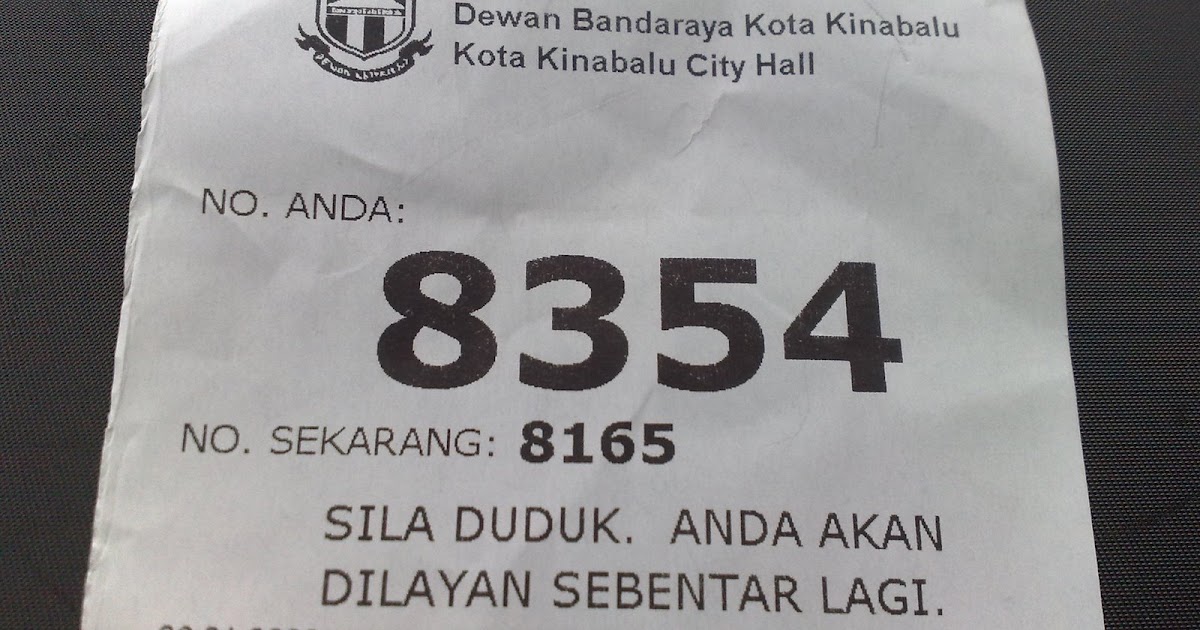 Dewan Bandaraya Kota Kinabalu
Kota Kinabalu City Hall
NO. ANDA:
8354
NO. SEKARANG: 8165
SILA DUDUK. ANDA AKAN
DILAYAN SEBENTAR LAGI.